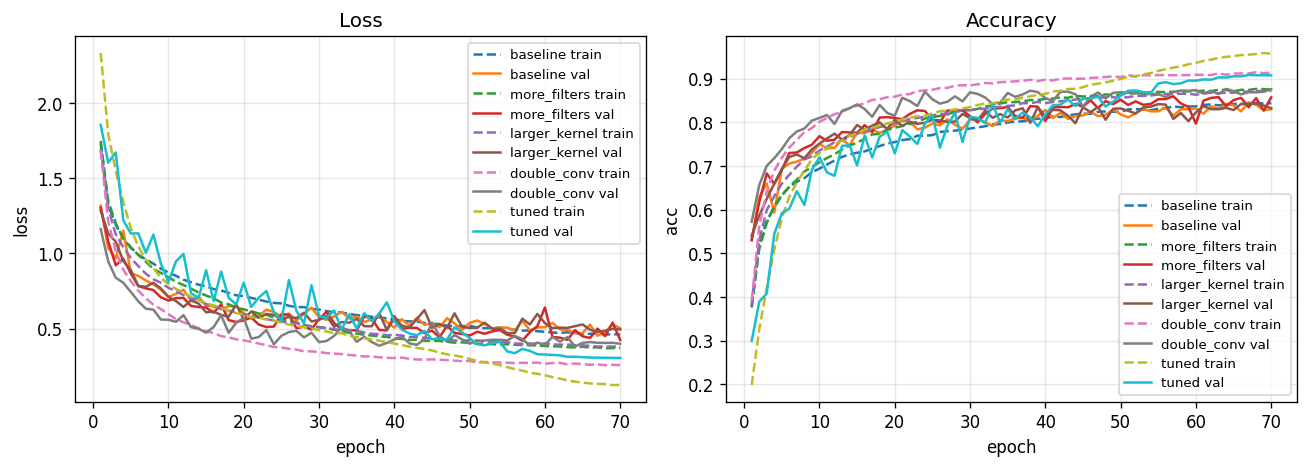 Loss
2.0
1.5
1.0
0.5
loss
0 10 20 30 40 50 60 70
epoch
baseline train
baseline val
more_filters train
more_filters val
larger_kernel train
larger_kernel val
double_conv train
double_conv val
tuned train
tuned val
Accuracy
0.9
0.8
0.7
0.6
0.5
0.4
0.3
0.2
acc
0 10 20 30 40 50 60 70
epoch
baseline train
baseline val
more_filters train
more_filters val
larger_kernel train
larger_kernel val
double_conv train
double_conv val
tuned train
tuned val